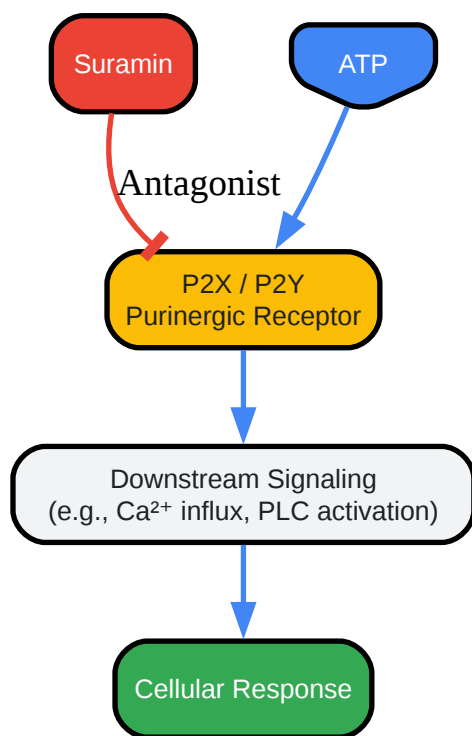 Suramin
ATP
Antagonist
P2X / P2Y
Purinergic Receptor
Downstream Signaling
(e.g., Ca²⁺ influx, PLC activation)
Cellular Response